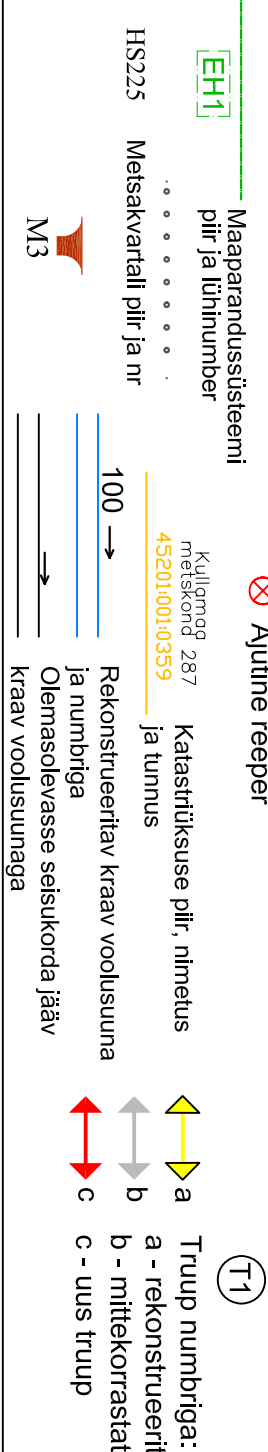 EH1
Maaparandussüsteemi
piir ja lühinumber
HS225
Metsakvartali piir ja nr
M3
Ajutine reeper
Kullamaa
metskond 287
45201:001:0359
Katastriüksuse piir, nimetus
ja tunnus
100
Rekonstrueeritav kraav voolusuuna
ja numbriga
Olemasolevasse seisukorda jääv
kraav voolusuunaga
T1
Truup numbriga:
a
a - rekonstrueerit
b
b - mittekorrastat
c
c - uus truup